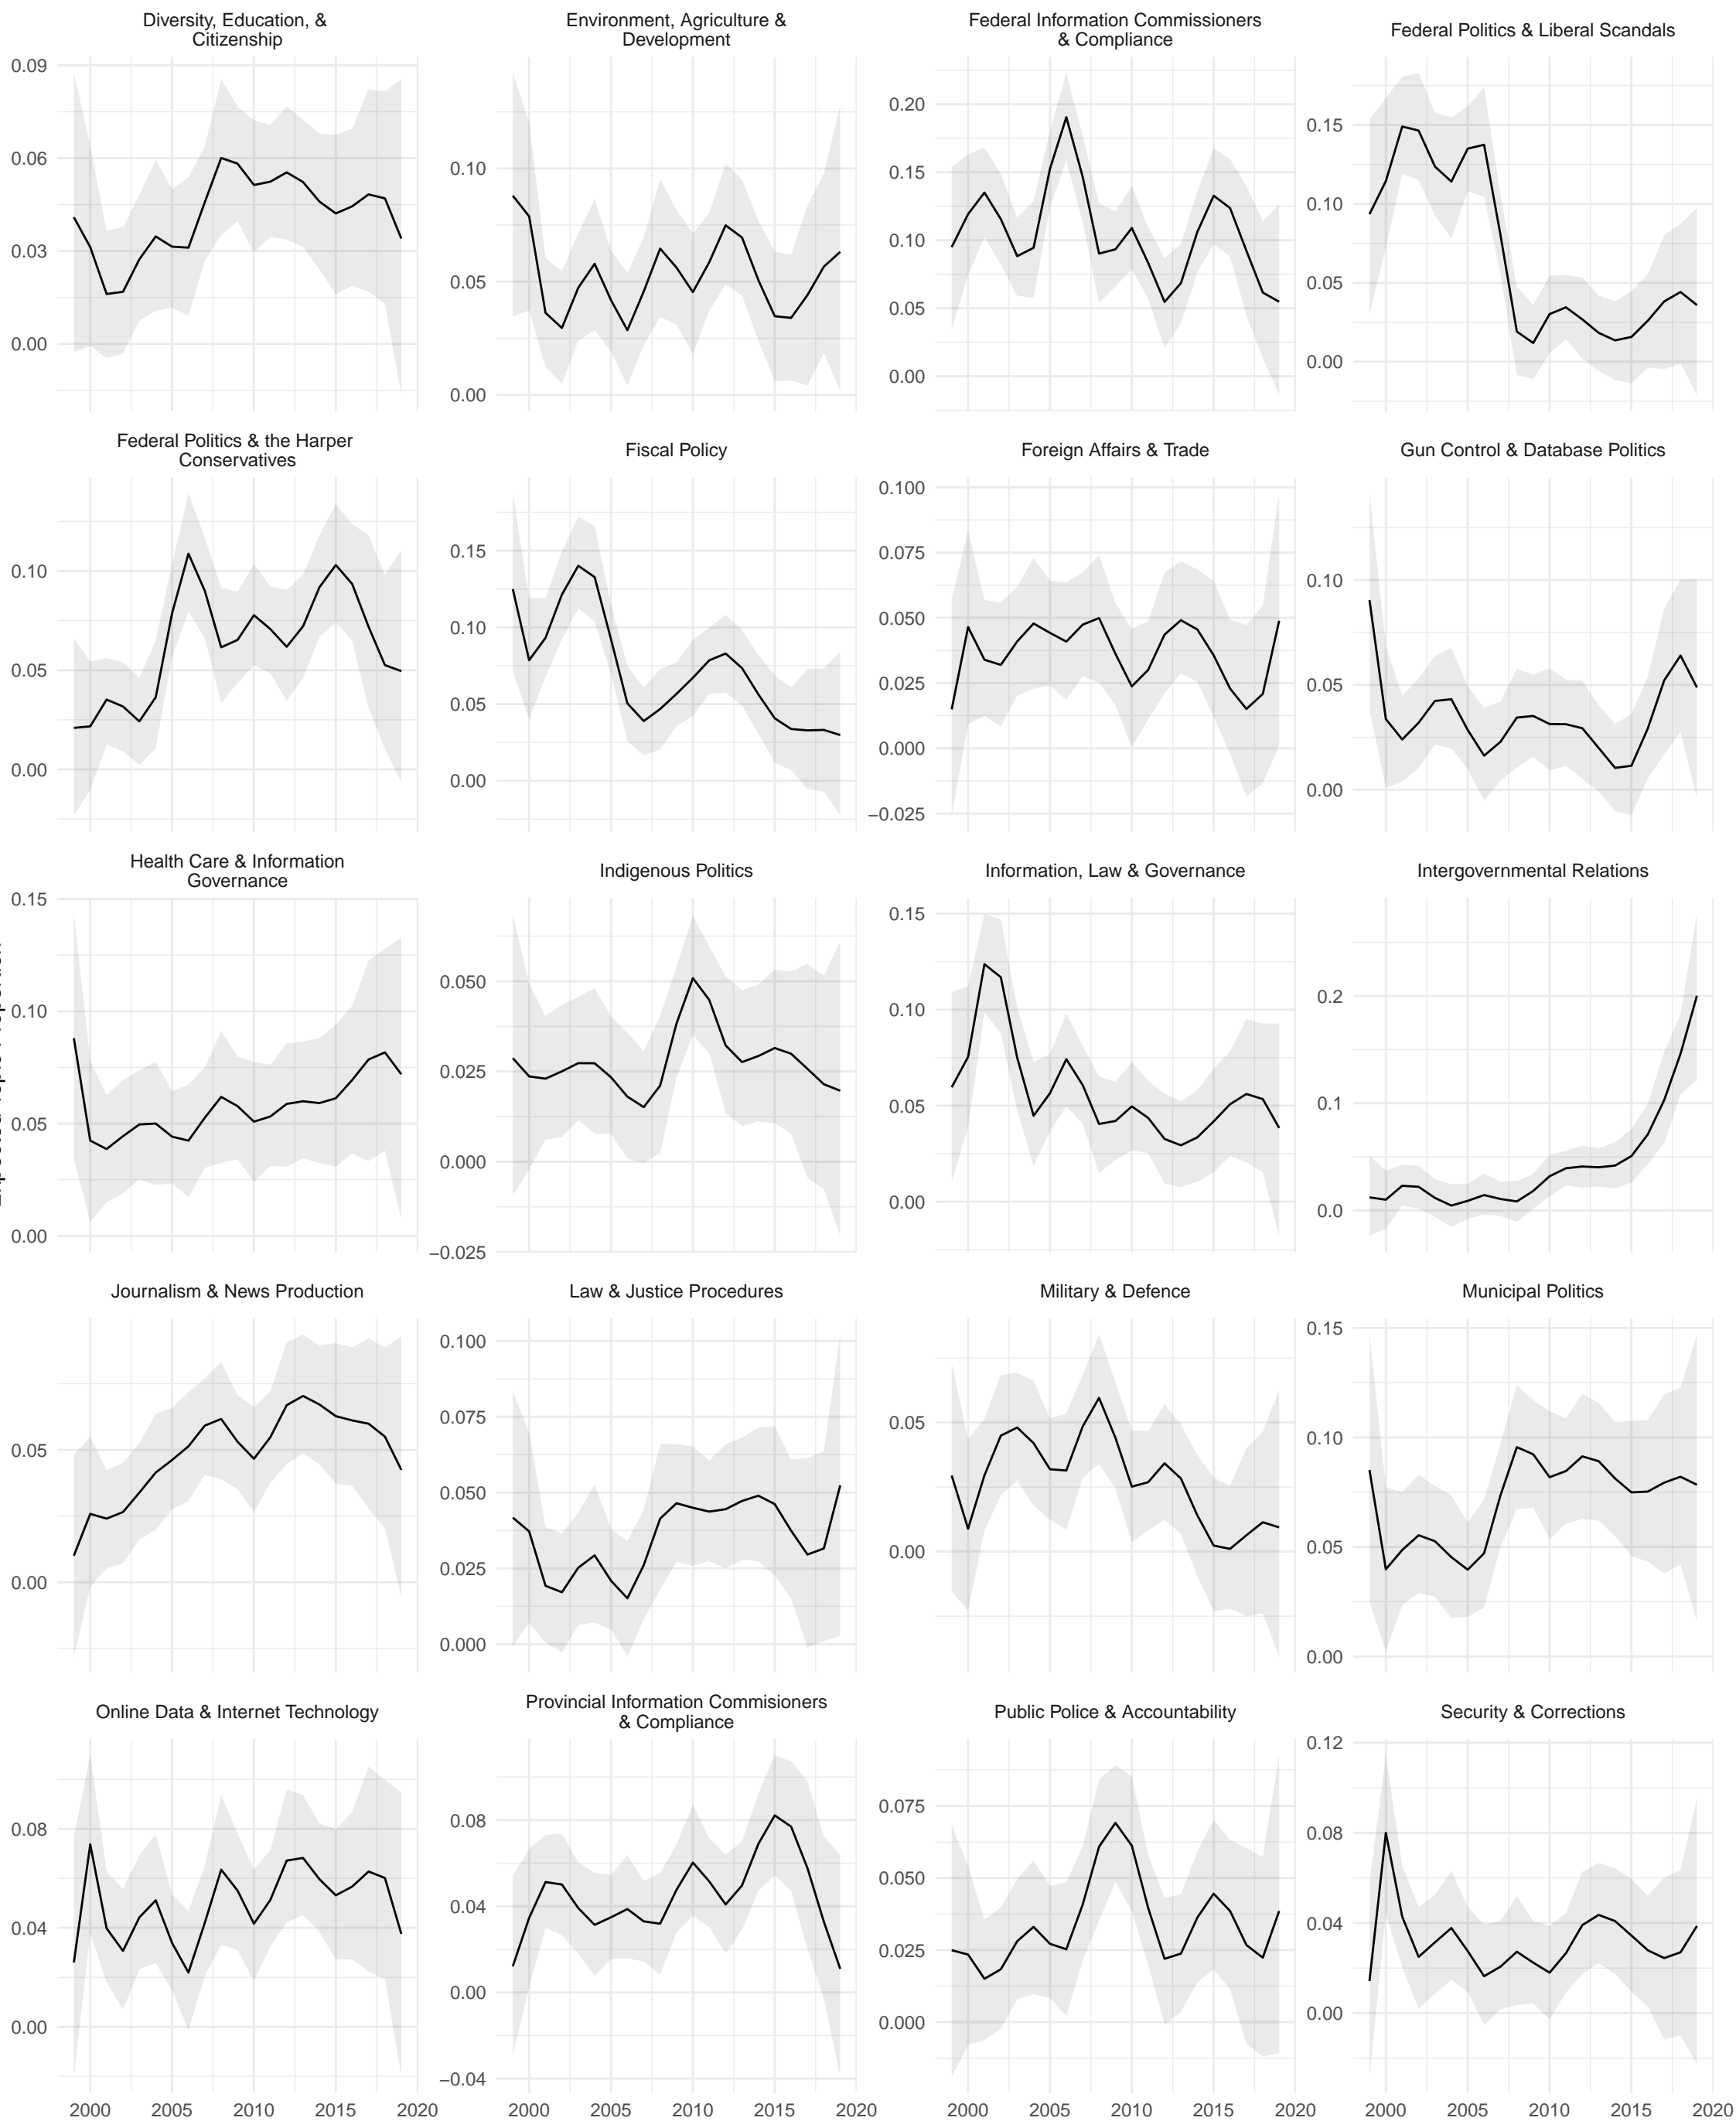 Diversity, Education, &
Citizenship
Environment, Agriculture &
Development
Federal Information Commissioners
& Compliance
Federal Politics & Liberal Scandals
0.09
0.06
0.03
0.00
0.10
0.05
0.00
0.20
0.15
0.10
0.05
0.00
0.15
0.10
0.05
0.00
Federal Politics & the Harper
Conservatives
Fiscal Policy
Foreign Affairs & Trade
Gun Control & Database Politics
0.10
0.05
0.00
0.15
0.10
0.05
0.00
0.100
0.075
0.050
0.025
0.000
−0.025
0.10
0.05
0.00
Health Care & Information
Governance
Indigenous Politics
Information, Law & Governance
Intergovernmental Relations
0.15
0.10
0.05
0.00
0.050
0.025
0.000
−0.025
0.15
0.10
0.05
0.00
0.2
0.1
0.0
Journalism & News Production
Law & Justice Procedures
Military & Defence
Municipal Politics
0.05
0.00
0.100
0.075
0.050
0.025
0.000
0.05
0.00
0.15
0.10
0.05
0.00
Online Data & Internet Technology
Provincial Information Commisioners
& Compliance
Public Police & Accountability
Security & Corrections
0.08
0.04
0.00
0.08
0.04
0.00
−0.04
0.075
0.050
0.025
0.000
0.12
0.08
0.04
0.00
2000 2005 2010 2015 2020
2000 2005 2010 2015 2020
2000 2005 2010 2015 2020
2000 2005 2010 2015 2020